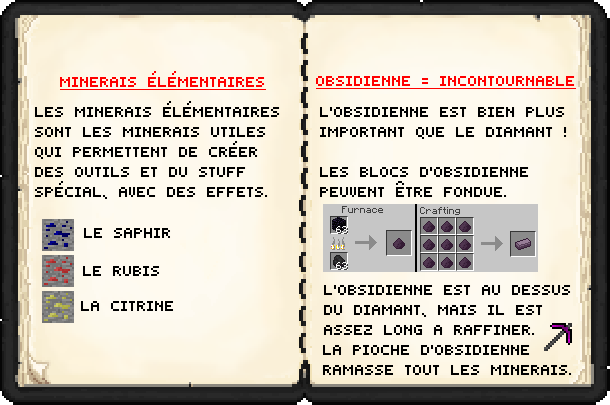 MINERAIS ÉLÉMENTAIRES
LES MINERAIS ÉLÉMENTAIRES
SONT LES MINERAIS UTILES
QUI PERMETTENT DE CRÉER
DES OUTILS ET DU STUFF
SPÉCIAL, AVEC DES EFFETS.
LE SAPHIR
LE RUBIS
LA CITRINE
OBSIDIENNE = INCONTOURNABLE
L'OBSIDIENNE EST BIEN PLUS
IMPORTANT QUE LE DIAMANT !
LES BLOCS D'OBSIDIENNE
PEUVENT ÊTRE FONDUE.
Furnace
Crafting
63
63
L'OBSIDIENNE EST AU DESSUS
DU DIAMANT, MAIS IL EST
ASSEZ LONG A RAFFINER.
LA PIOCHE D'OBSIDIENNE
RAMASSE TOUT LES MINERAIS.